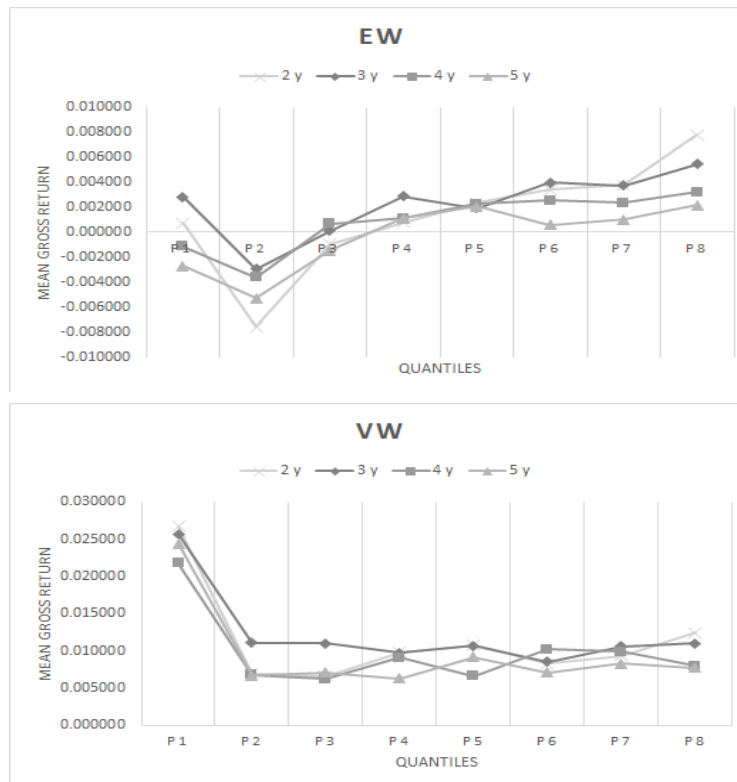 EW
2 y 3 y 4 y 5 y
0.010000
0.008000
0.006000
0.004000
0.002000
0.000000
-0.002000
-0.004000
-0.006000
-0.008000
-0.010000
MEAN GROSS RETURN
P 1 P 2 P 3 P 4 P 5 P 6 P 7 P 8
QUANTILES
VW
2 y 3 y 4 y 5 y
0.030000
0.025000
0.020000
0.015000
0.010000
0.005000
0.000000
MEAN GROSS RETURN
P 1 P 2 P 3 P 4 P 5 P 6 P 7 P 8
QUANTILES